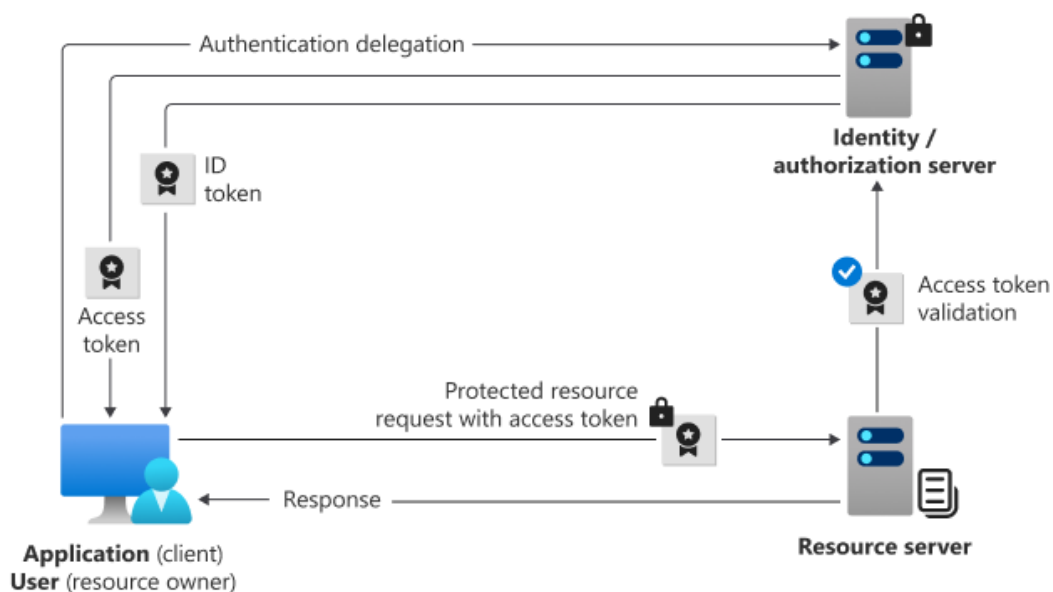 Authentication delegation
Identity /
authorization server
ID
token
Access
token
Access token
validation
Protected resource
request with access token
Response
Application (client)
User (resource owner)
Resource server